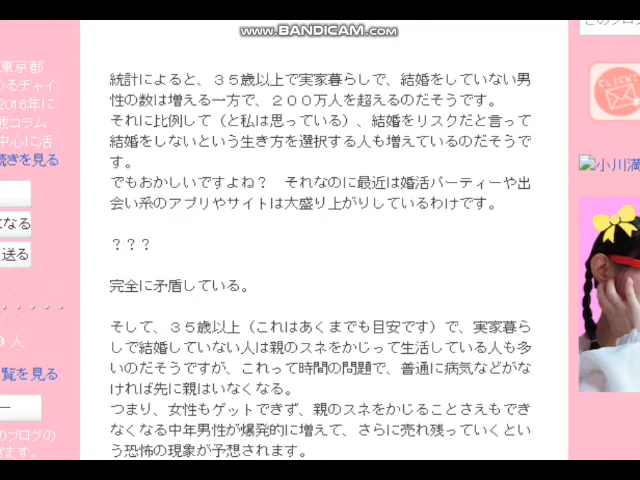 www.BANDICAM.com
東京都
るチャイ
2016年に
中心に活
続きを見る
になる
送る
人
覧を見る
のブログの
統計によると、３５歳以上で実家暮らしで、結婚をしていない男
性の数は増える一方で、２００万人を超えるのだそうです。
それに比例して（と私は思っている）、結婚をリスクだと言って
結婚をしないという生き方を選択する人も増えているのだそうで
す。
でもおかしいですよね？　それなのに最近は婚活パーティーや出
会い系のアプリやサイトは大盛り上がりしているわけです。
？？？
完全に矛盾している。
そして、３５歳以上（これはあくまでも目安です）で、実家暮ら
しで結婚していない人は親のスネをかじって生活している人も多
いのだそうですが、これって時間の問題で、普通に病気などがな
ければ先に親はいなくなる。
つまり、女性もゲットできず、親のスネをかじることさえもでき
なくなる中年男性が爆発的に増えて、さらに売れ残っていくとい
う恐怖の現象が予想されます。
CLICK
小川満